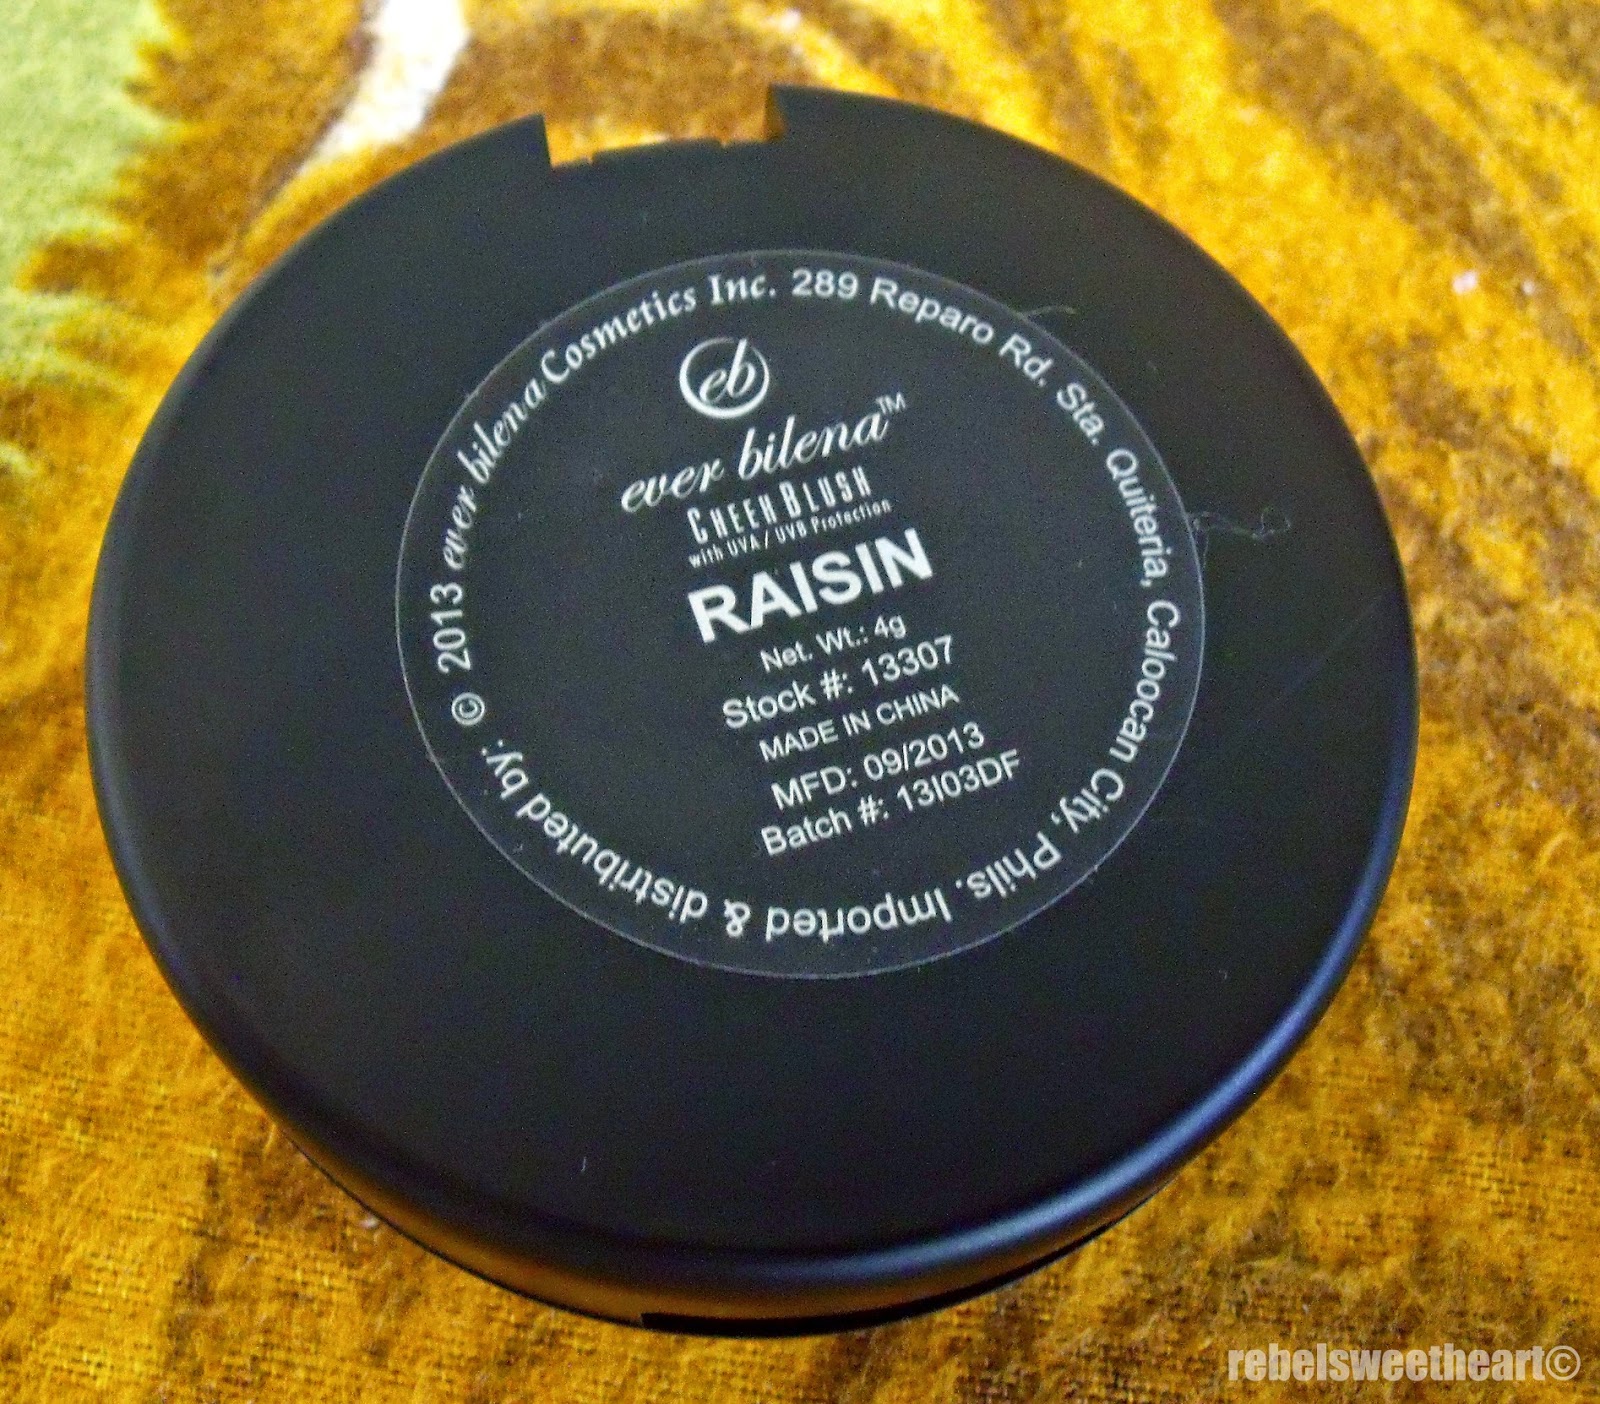 eb
ever bilena™
CHEEK BLUSH
with UVA / UVB Protection
RAISIN
Net. Wt.: 4g
Stock #: 13307
MADE IN CHINA
MFD: 09/2013
Batch #: 13I03DF
Imported & distributed by: © 2013 ever bilena Cosmetics Inc. 289 Reparo Rd. Sta. Quiteria, Caloocan City, Phils.
rebelsweetheart©